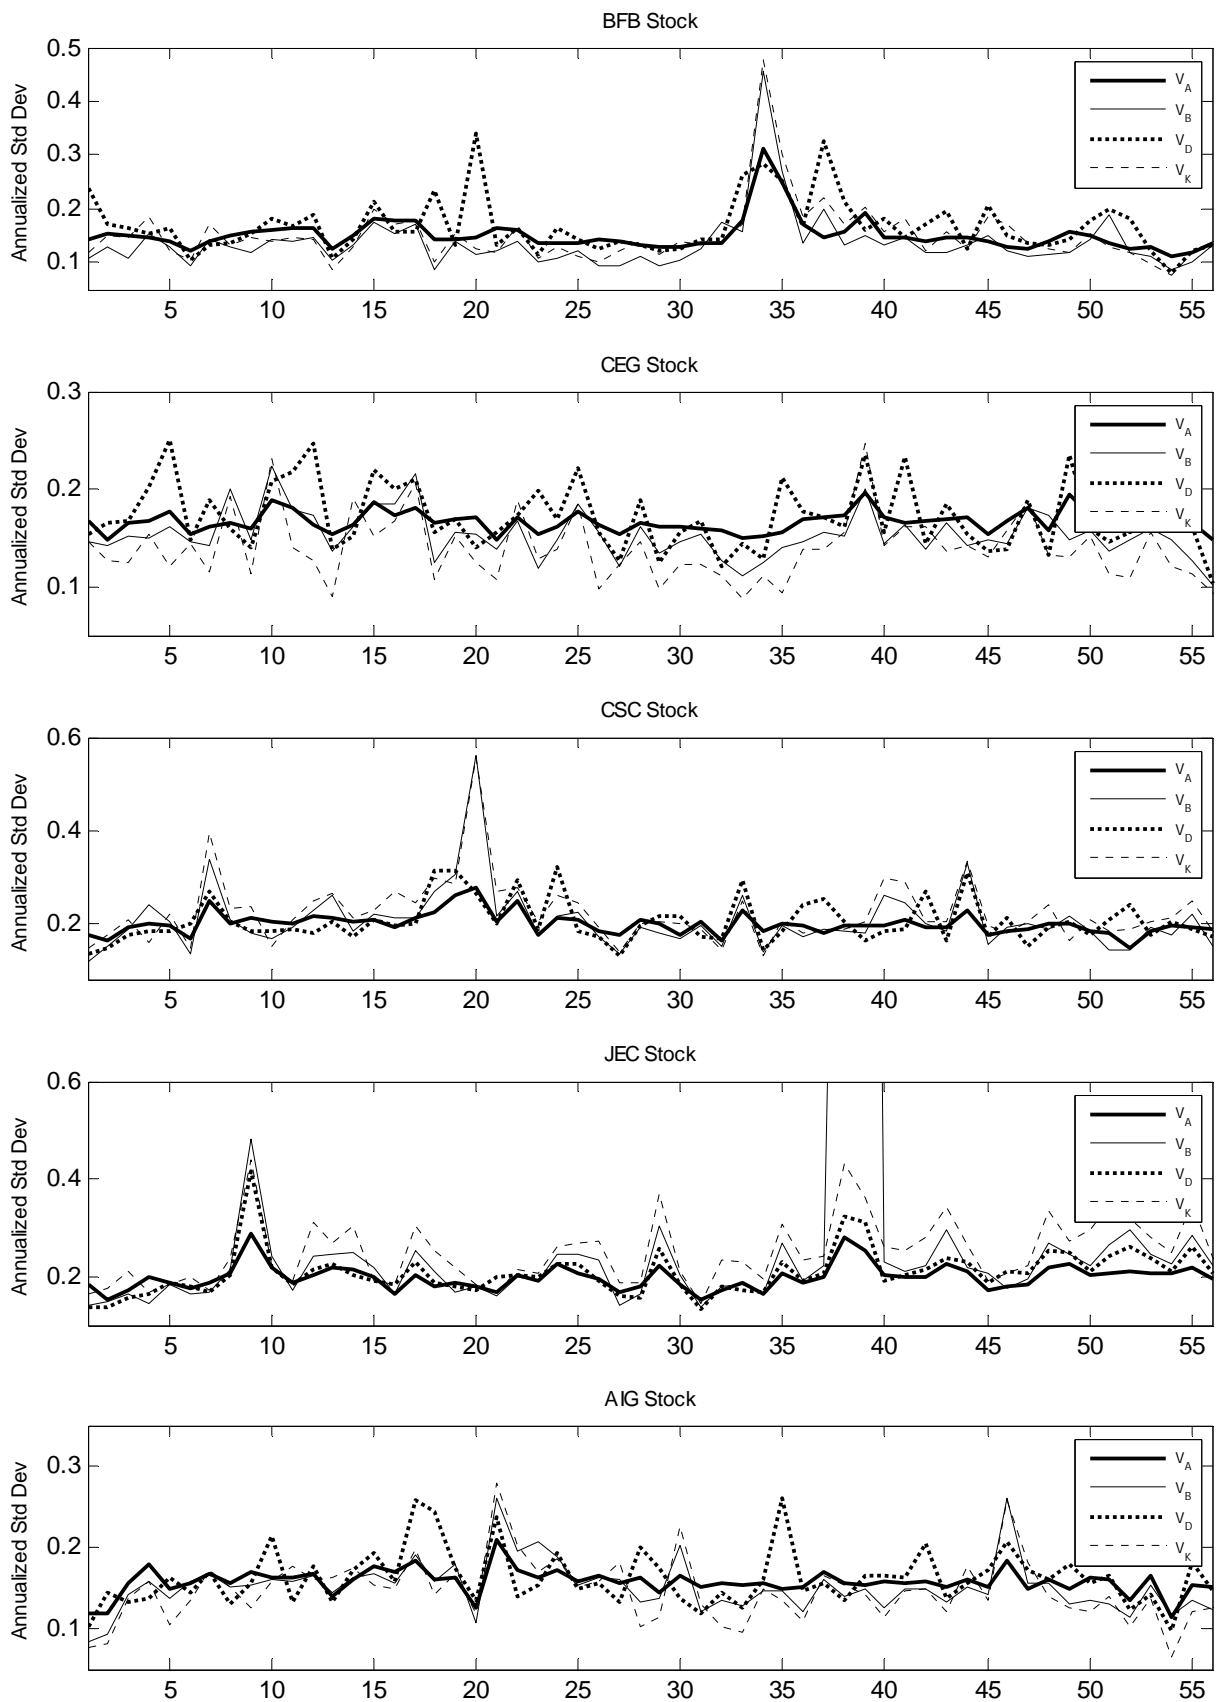 BFB Stock
Annualized Std Dev
0.5
0.4
0.3
0.2
0.1
V_A
V_B
V_D
V_K
5 10 15 20 25 30 35 40 45 50 55
CEG Stock
Annualized Std Dev
0.3
0.2
0.1
V_A
V_B
V_D
V_K
5 10 15 20 25 30 35 40 45 50 55
CSC Stock
Annualized Std Dev
0.6
0.4
0.2
V_A
V_B
V_D
V_K
5 10 15 20 25 30 35 40 45 50 55
JEC Stock
Annualized Std Dev
0.6
0.4
0.2
V_A
V_B
V_D
V_K
5 10 15 20 25 30 35 40 45 50 55
AIG Stock
Annualized Std Dev
0.3
0.2
0.1
V_A
V_B
V_D
V_K
5 10 15 20 25 30 35 40 45 50 55